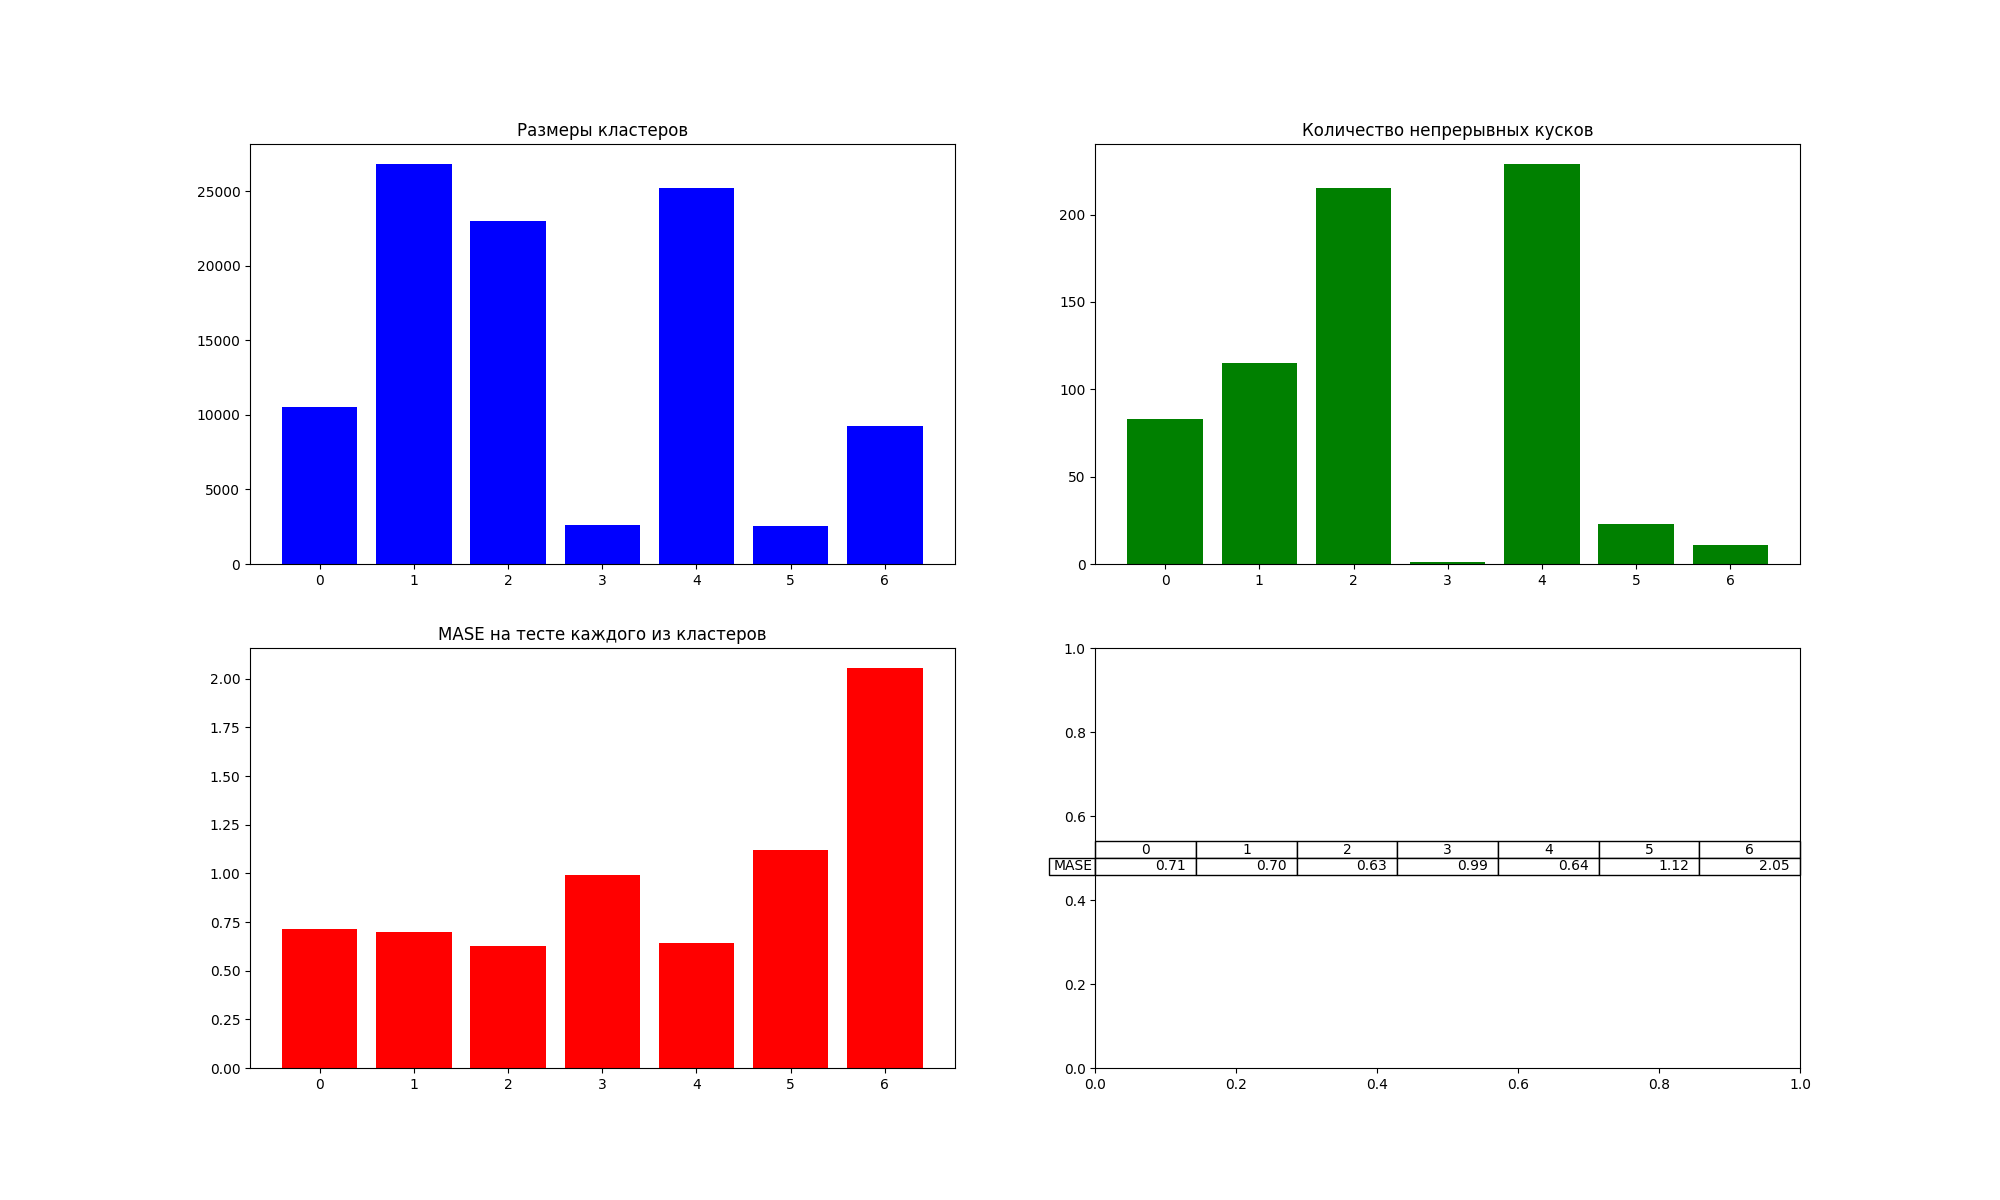 Размеры кластеров
25000
20000
15000
10000
5000
0
0 1 2 3 4 5 6
Количество непрерывных кусков
200
150
100
50
0
0 1 2 3 4 5 6
MASE на тесте каждого из кластеров
2.00
1.75
1.50
1.25
1.00
0.75
0.50
0.25
0.00
0 1 2 3 4 5 6
1.0
0.8
0.6
0 1 2 3 4 5 6
MASE 0.71 0.70 0.63 0.99 0.64 1.12 2.05
0.4
0.2
0.0
0.0 0.2 0.4 0.6 0.8 1.0